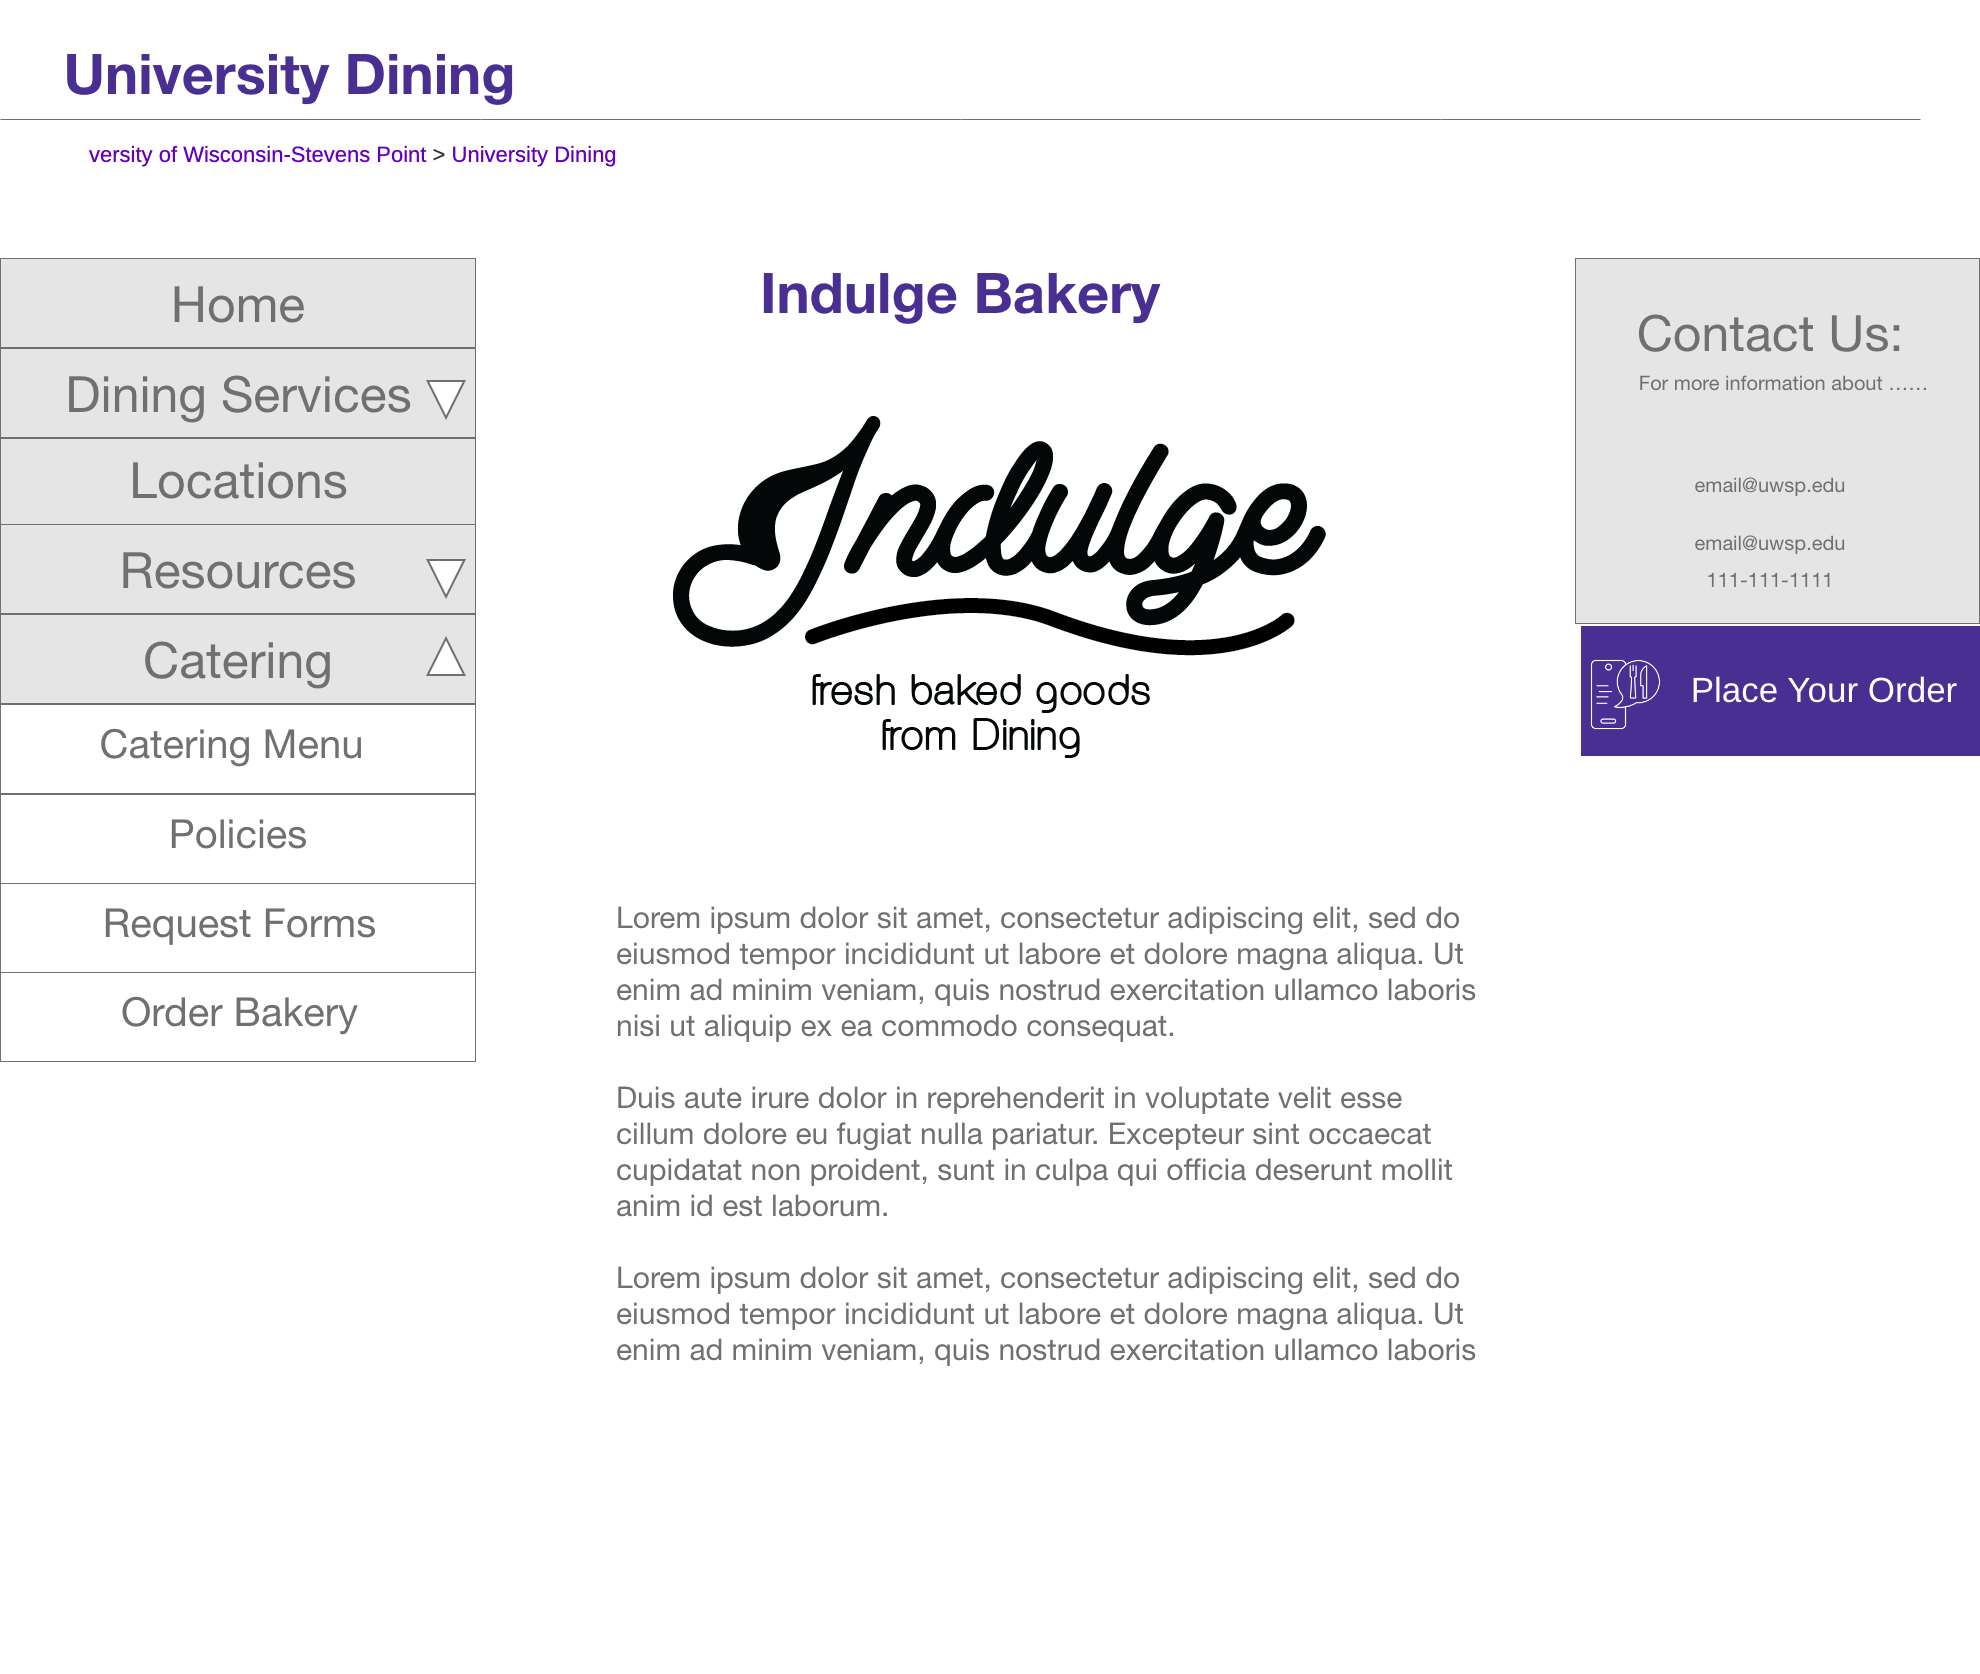 University Dining
versity of Wisconsin-Stevens Point > University Dining
Home
Dining Services
Locations
Resources
Catering
Catering Menu
Policies
Request Forms
Order Bakery
Indulge Bakery
Indulge
fresh baked goods
from Dining
Lorem ipsum dolor sit amet, consectetur adipiscing elit, sed do
eiusmod tempor incididunt ut labore et dolore magna aliqua. Ut
enim ad minim veniam, quis nostrud exercitation ullamco laboris
nisi ut aliquip ex ea commodo consequat.
Duis aute irure dolor in reprehenderit in voluptate velit esse
cillum dolore eu fugiat nulla pariatur. Excepteur sint occaecat
cupidatat non proident, sunt in culpa qui officia deserunt mollit
anim id est laborum.
Lorem ipsum dolor sit amet, consectetur adipiscing elit, sed do
eiusmod tempor incididunt ut labore et dolore magna aliqua. Ut
enim ad minim veniam, quis nostrud exercitation ullamco laboris
Contact Us:
For more information about ……
email@uwsp.edu
email@uwsp.edu
111-111-1111
Place Your Order